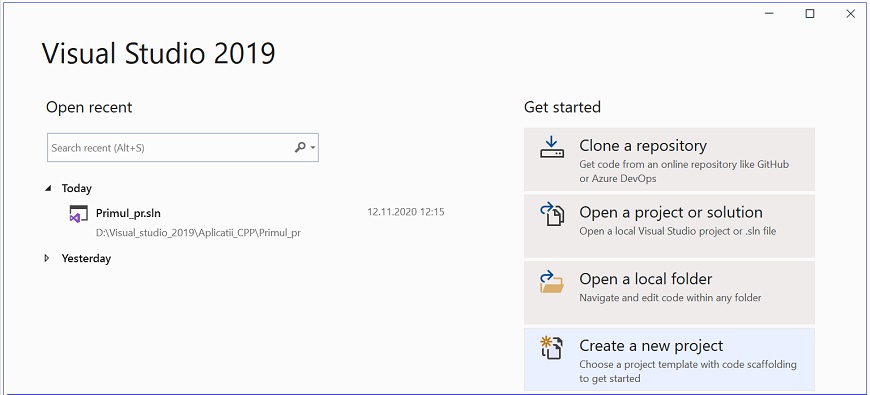 Visual Studio 2019
Open recent
Search recent (Alt+S)
Today
Primul_pr.sln
12.11.2020 12:15
D:\Visual_studio_2019\Aplicatii_CPP\Primul_pr
Yesterday
Get started
Clone a repository
Get code from an online repository like GitHub
or Azure DevOps
Open a project or solution
Open a local Visual Studio project or .sln file
Open a local folder
Navigate and edit code within any folder
Create a new project
Choose a project template with code scaffolding
to get started